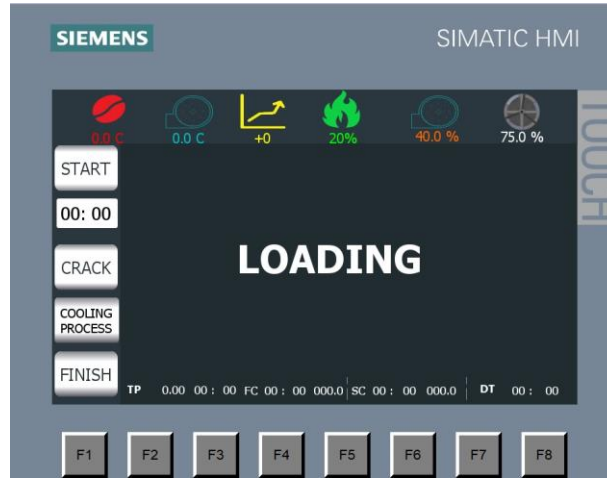 SIEMENS
SIMATIC HMI
TOUCH
0.0 C 0.0 C +0 20% 40.0 % 75.0 %
START
00: 00
CRACK
LOADING
COOLING
PROCESS
FINISH
TP 0.00 00 : 00 FC 00 : 00 000.0 SC 00 : 00 000.0 DT 00 : 00
F1 F2 F3 F4 F5 F6 F7 F8